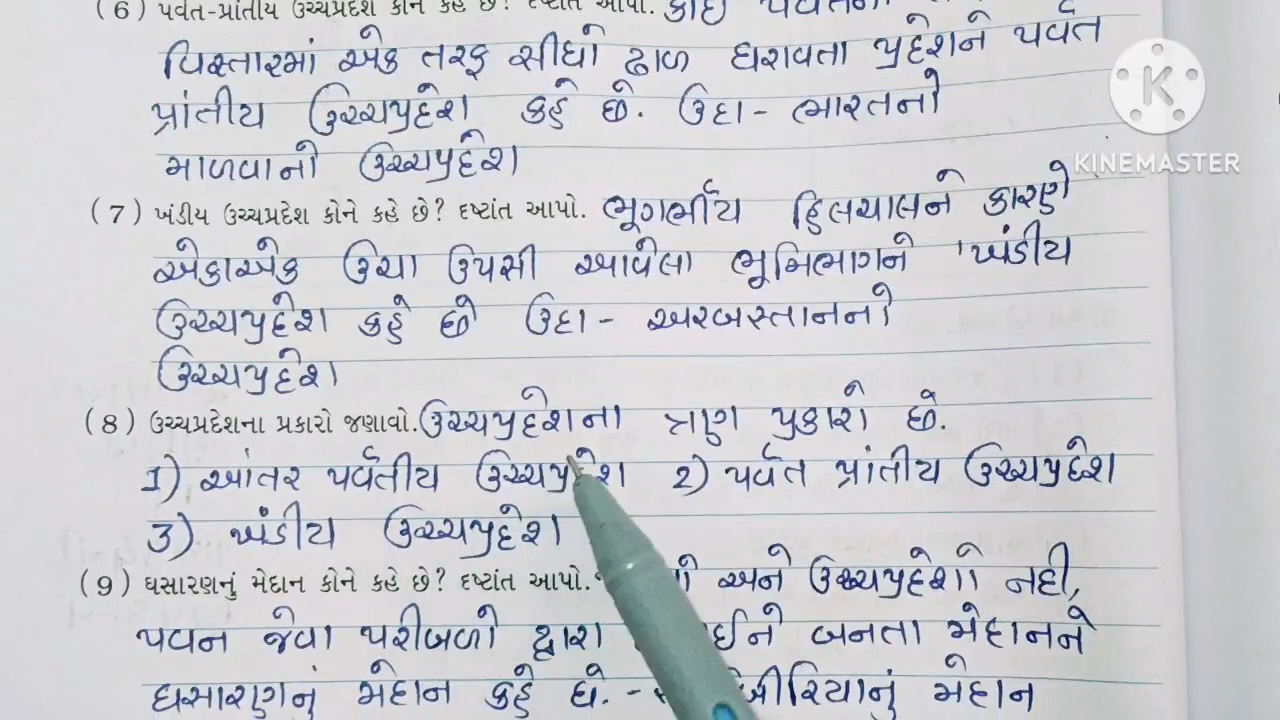 (6) પર્વત-પ્રાંતીય ઉચ્ચપ્રદેશ કોને કહે છે? દૃષ્ટાંત આપો. કોઈ
વિસ્તારમાં એક તરફ સીધો ઢાળ ધરાવતા પ્રદેશને પર્વત
પ્રાંતીય ઉચ્ચપ્રદેશ કહે છે. ઉદા - ભારતનો
માળવાનો ઉચ્ચપ્રદેશ
KINEMASTER
(7) ખંડીય ઉચ્ચપ્રદેશ કોને કહે છે? દૃષ્ટાંત આપો. ભૂગર્ભીય હિલચાલને કારણે
એકાએક ઉંચા ઉપસી આવેલા ભૂમિભાગને 'ખંડીય
ઉચ્ચપ્રદેશ કહે છે ઉદા - અરબસ્તાનનો
ઉચ્ચપ્રદેશ
(8) ઉચ્ચપ્રદેશના પ્રકારો જણાવો. ઉચ્ચપ્રદેશના ત્રણ પ્રકારો છે.
1) આંતર પર્વતીય ઉચ્ચપ્રદેશ 2) પર્વત પ્રાંતીય ઉચ્ચપ્રદેશ
3) ખંડીય ઉચ્ચપ્રદેશ
(9) ઘસારણનું મેદાન કોને કહે છે? દૃષ્ટાંત આપો. અને ઉચ્ચપ્રદેશો નદી,
પવન જેવા પરીબળો દ્વારા બનતા મેદાનને
ઘસારણનું મેદાન કહે છે. - મેદાન